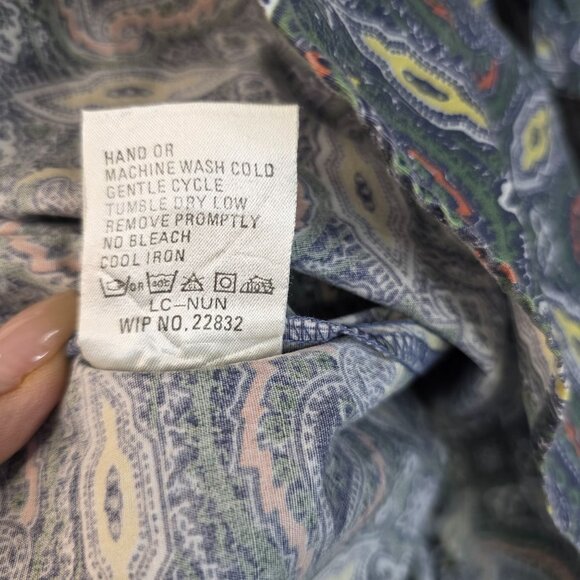 HAND OR
MACHINE WASH COLD
GENTLE CYCLE
TUMBLE DRY LOW
REMOVE PROMPTLY
NO BLEACH
COOL IRON
OR
LC-NUN
WIP NO. 22832